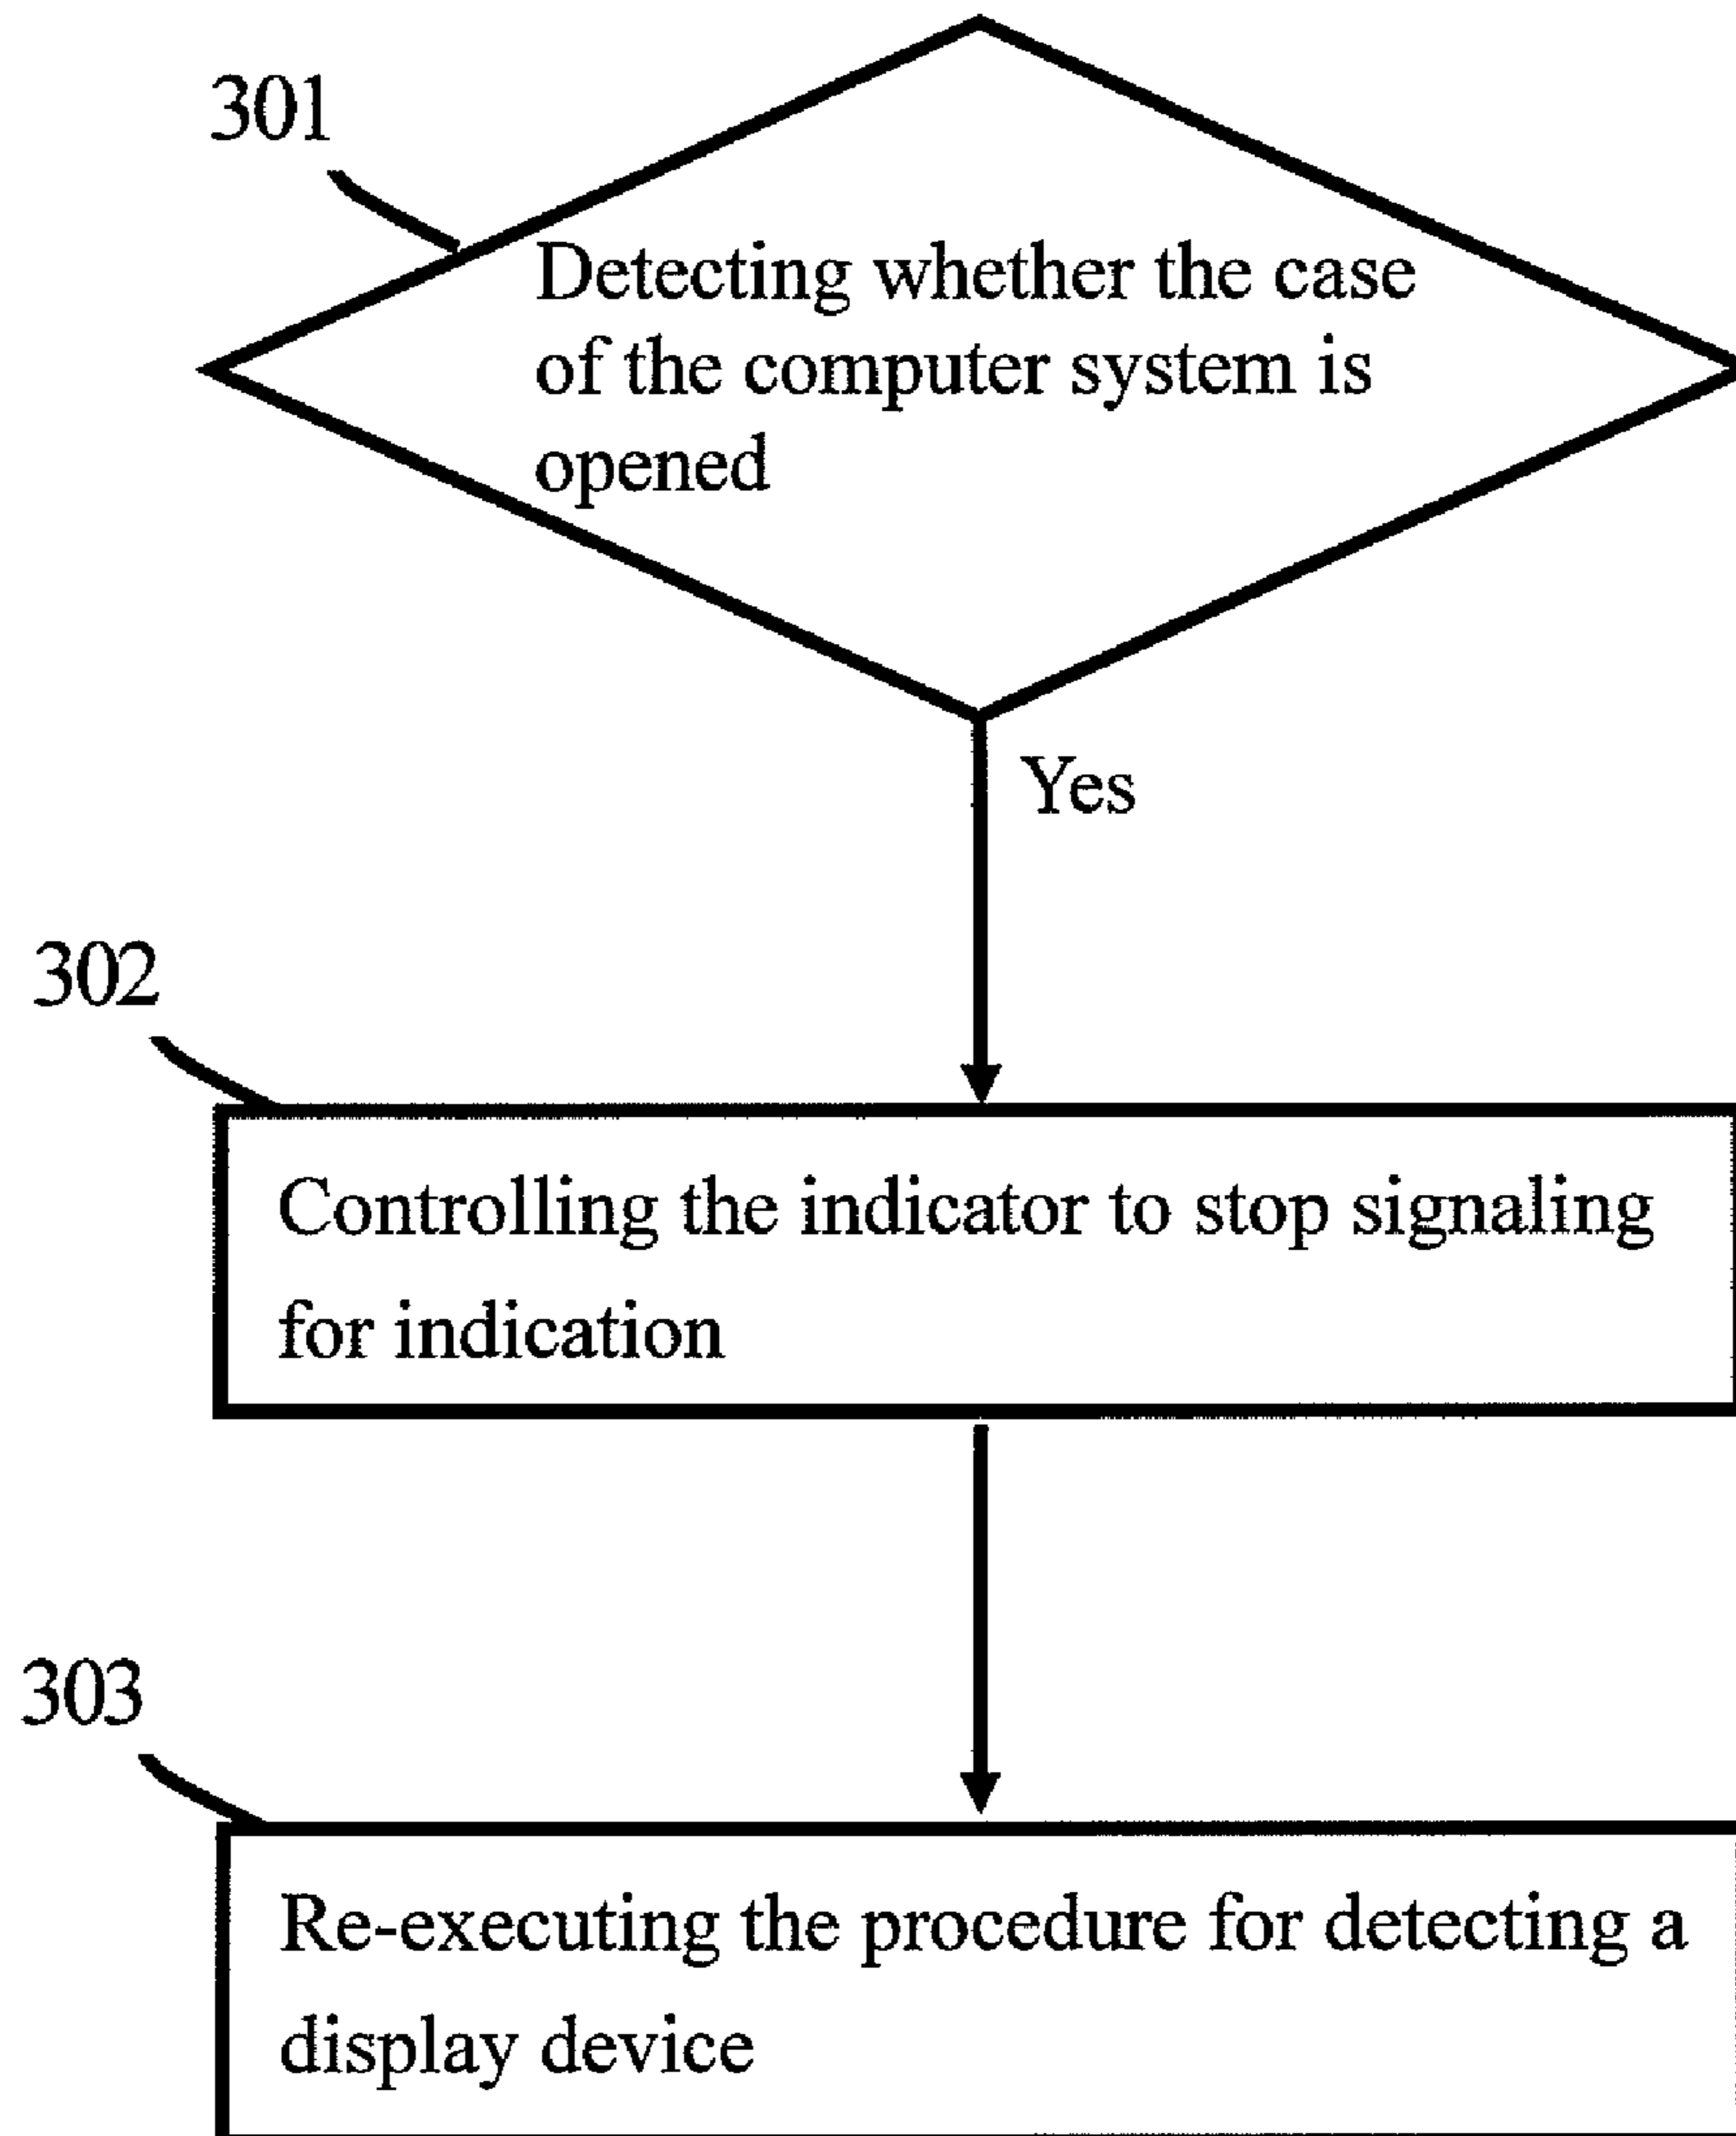 301
Detecting whether the case
of the computer system is
opened
Yes
302
Controlling the indicator to stop signaling
for indication
303
Re-executing the procedure for detecting a
display device